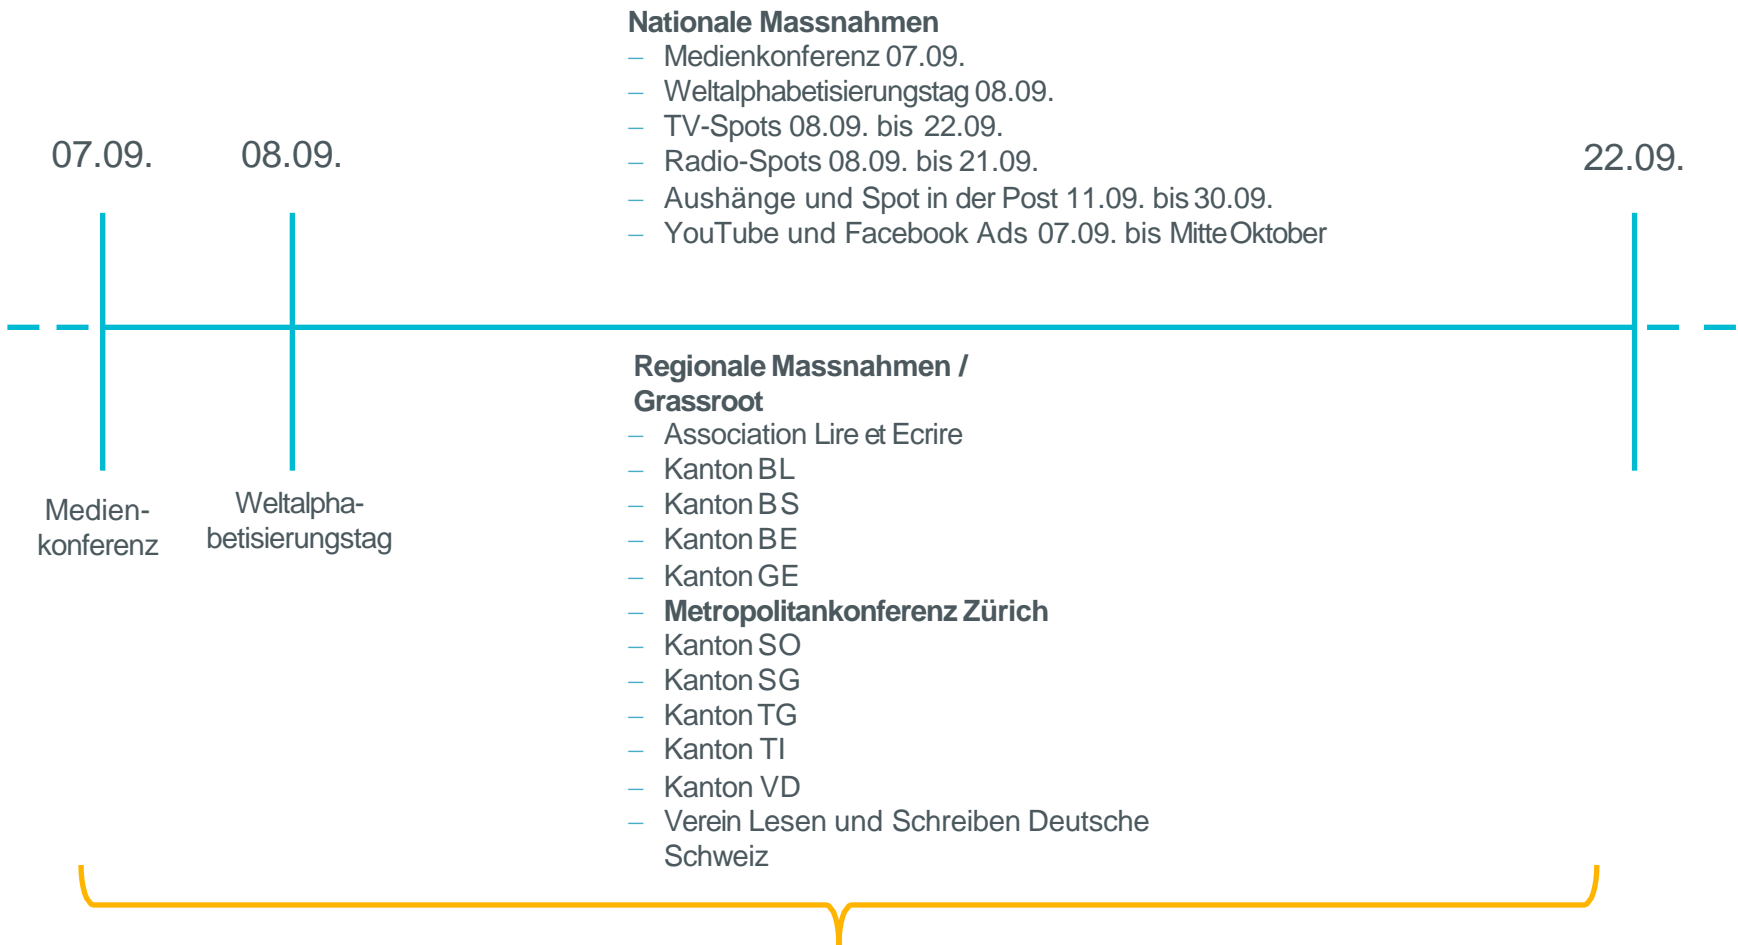 Nationale Massnahmen
– Medienkonferenz 07.09.
– Weltalphabetisierungstag 08.09.
– TV-Spots 08.09. bis 22.09.
– Radio-Spots 08.09. bis 21.09.
– Aushänge und Spot in der Post 11.09. bis 30.09.
– YouTube und Facebook Ads 07.09. bis Mitte Oktober
07.09.
08.09.
22.09.
Medien-
konferenz
Weltalpha-
betisierungstag
Regionale Massnahmen /
Grassroot
– Association Lire et Ecrire
– Kanton BL
– Kanton BS
– Kanton BE
– Kanton GE
– Metropolitankonferenz Zürich
– Kanton SO
– Kanton SG
– Kanton TG
– Kanton TI
– Kanton VD
– Verein Lesen und Schreiben Deutsche
Schweiz